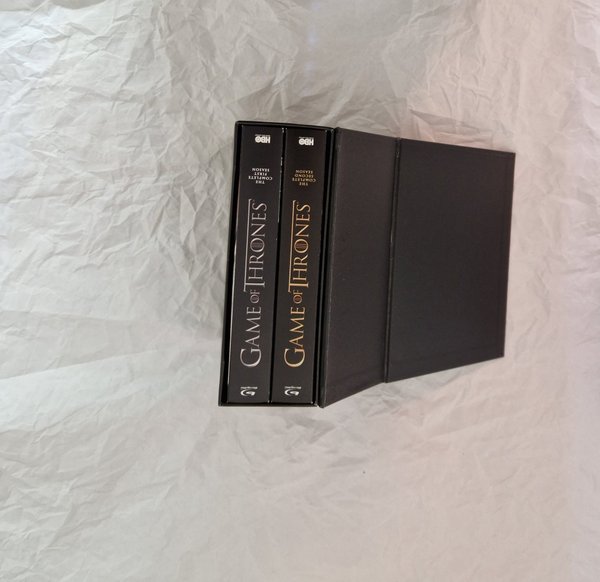 HBO
THE
COMPLETE
FIRST
SEASON
GAME OF THRONES
HBO
THE
COMPLETE
SECOND
SEASON
GAME OF THRONES